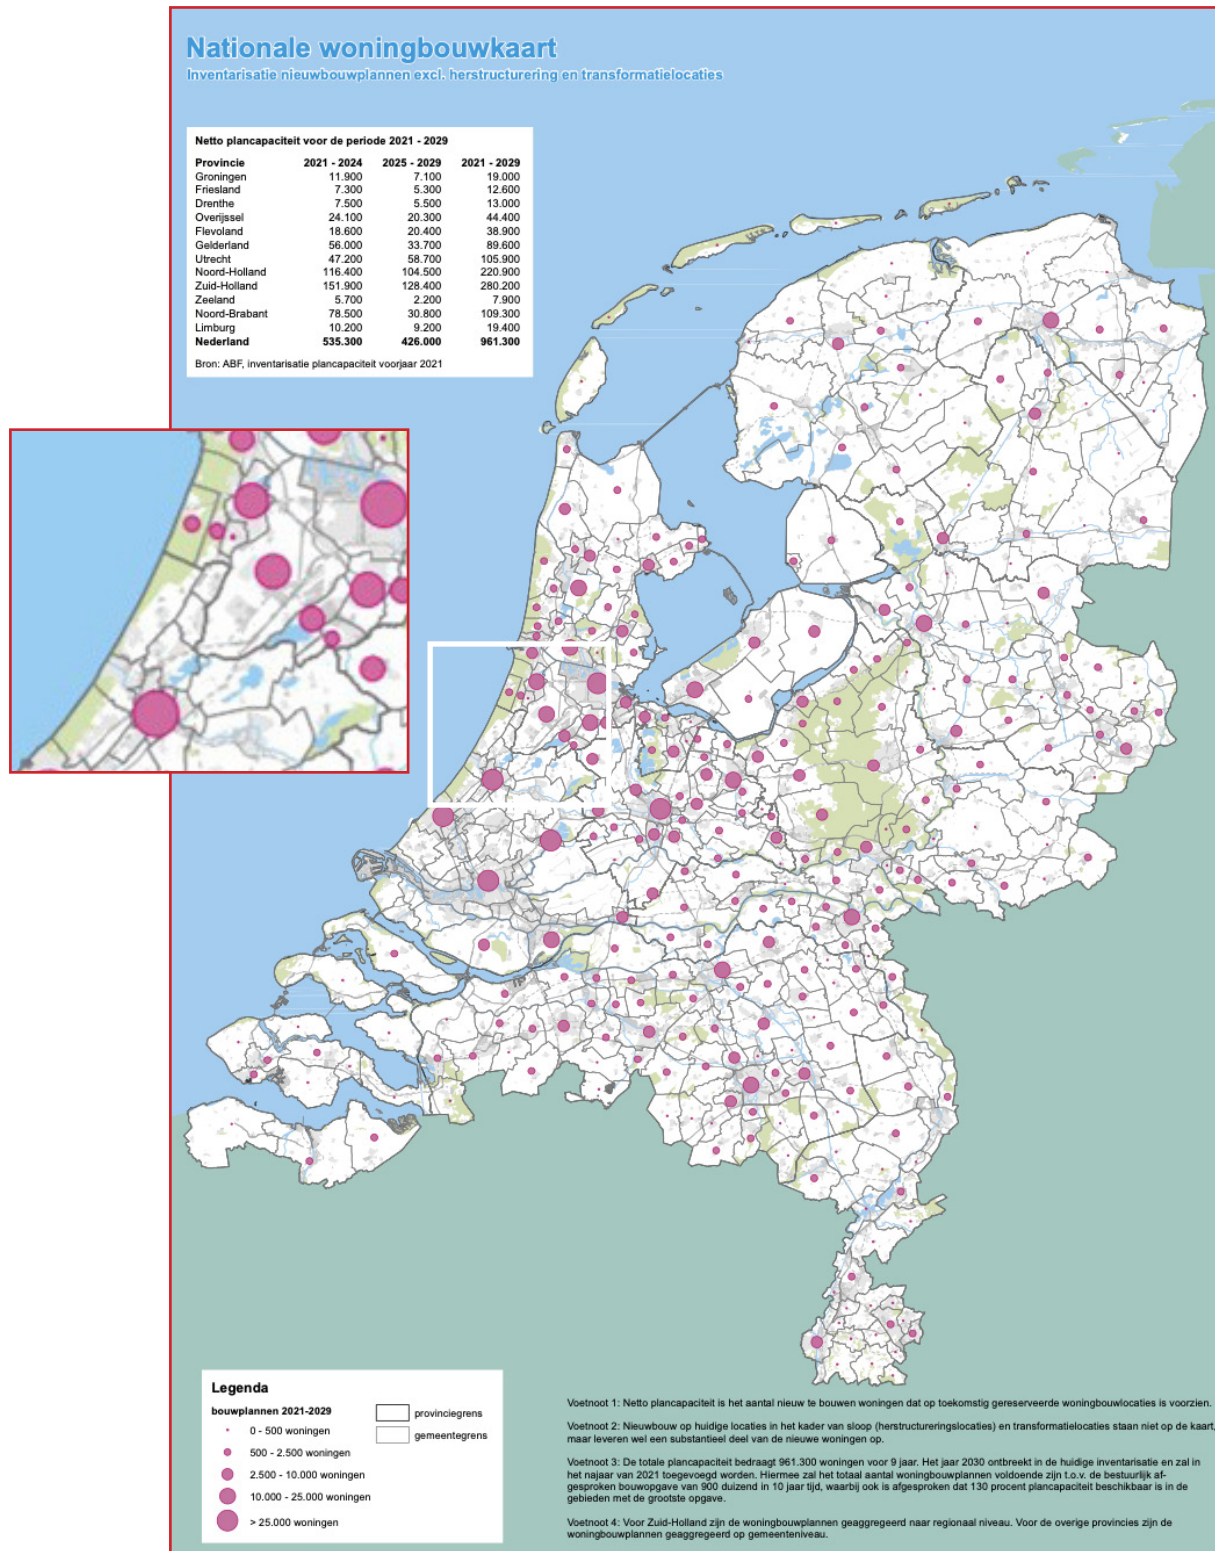 Nationale woningbouwkaart
Inventarisatie nieuwbouwplannen excl. herstructurering en transformatielocaties
Netto plancapaciteit voor de periode 2021 - 2029
Provincie 2021 - 2024 2025 - 2029 2021 - 2029
Groningen 11.900 7.100 19.000
Friesland 7.300 5.300 12.600
Drenthe 7.500 5.500 13.000
Overijssel 24.100 20.300 44.400
Flevoland 18.600 20.400 38.900
Gelderland 56.000 33.700 89.600
Utrecht 47.200 58.700 105.900
Noord-Holland 116.400 104.500 220.900
Zuid-Holland 151.900 128.400 280.200
Zeeland 5.700 2.200 7.900
Noord-Brabant 78.500 30.800 109.300
Limburg 10.200 9.200 19.400
Nederland 535.300 426.000 961.300
Bron: ABF, inventarisatie plancapaciteit voorjaar 2021
Legenda
bouwplannen 2021-2029
0 - 500 woningen
500 - 2.500 woningen
2.500 - 10.000 woningen
10.000 - 25.000 woningen
> 25.000 woningen
provinciegrens
gemeentegrens
Voetnoot 1: Netto plancapaciteit is het aantal nieuw te bouwen woningen dat op toekomstig gereserveerde woningbouwlocaties is voorzien.
Voetnoot 2: Nieuwbouw op huidige locaties in het kader van sloop (herstructureringslocaties) en transformatielocaties staan niet op de kaart,
maar leveren wel een substantieel deel van de nieuwe woningen op.
Voetnoot 3: De totale plancapaciteit bedraagt 961.300 woningen voor 9 jaar. Het jaar 2030 ontbreekt in de huidige inventarisatie en zal in
het najaar van 2021 toegevoegd worden. Hiermee zal het totaal aantal woningbouwplannen voldoende zijn t.o.v. de bestuurlijk af-
gesproken bouwopgave van 900 duizend in 10 jaar tijd, waarbij ook is afgesproken dat 130 procent plancapaciteit beschikbaar is in de
gebieden met de grootste opgave.
Voetnoot 4: Voor Zuid-Holland zijn de woningbouwplannen geaggregeerd naar regionaal niveau. Voor de overige provincies zijn de
woningbouwplannen geaggregeerd op gemeenteniveau.